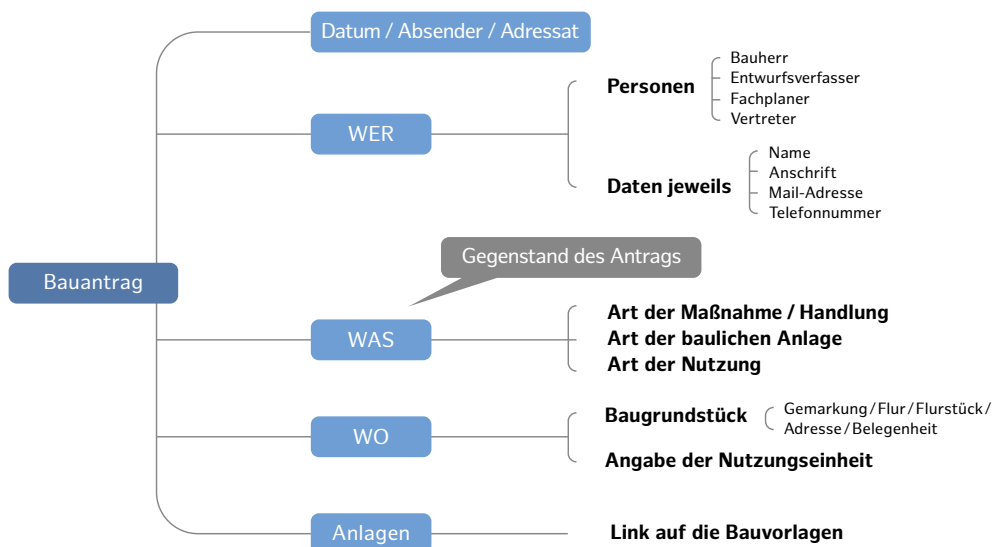 Datum / Absender / Adressat
WER
Personen
Bauherr
Entwurfsverfasser
Fachplaner
Vertreter
Daten jeweils
Name
Anschrift
Mail-Adresse
Telefonnummer
Bauantrag
Gegenstand des Antrags
WAS
Art der Maßnahme / Handlung
Art der baulichen Anlage
Art der Nutzung
WO
Baugrundstück
Gemarkung / Flur / Flurstück /
Adresse / Belegenheit
Angabe der Nutzungseinheit
Anlagen
Link auf die Bauvorlagen